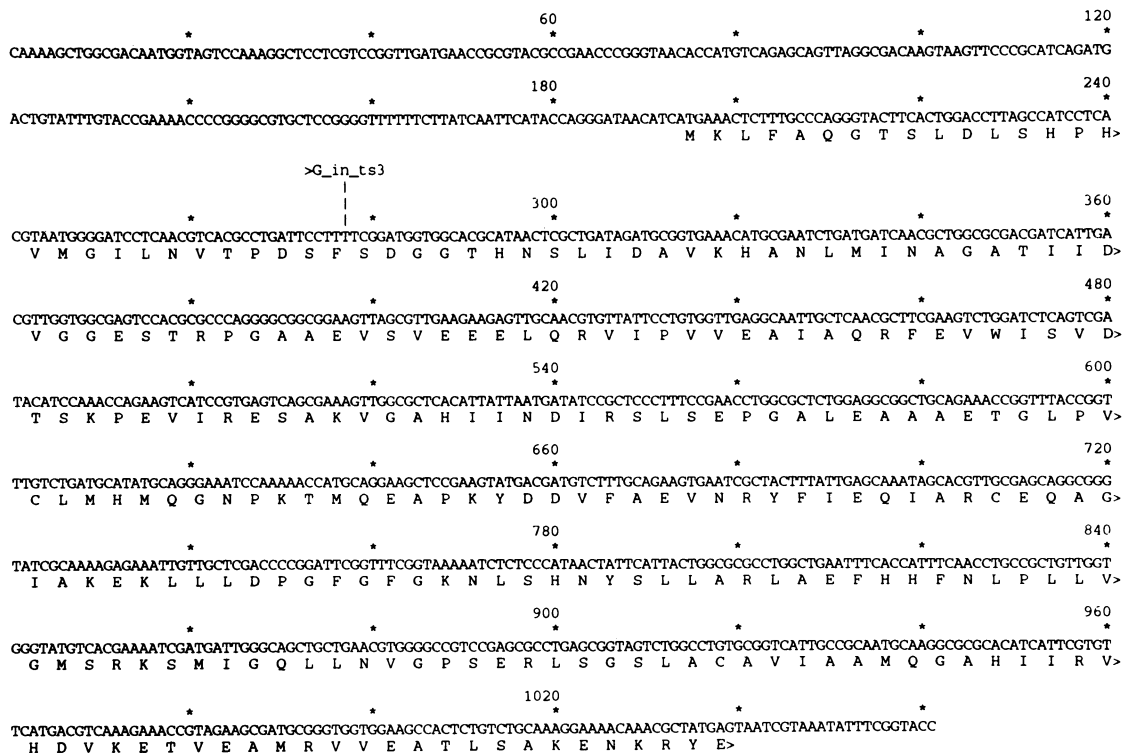 60 120
* * * * * *
CAAAAGCTGGCGACAATGGTAGTCCAAAGGCTCCTCGTCCGGTTGATGAACCGCGTACGCCGAACCCGGGTAACACCATGTCAGAGCAGTTAGGCGACAAGTAAGTTCCCGCATCAGATG
180 240
* * * * * *
ACTGTATTTGTACCGAAAACCCCGGGGCGTGCTCCGGGGTTTTTTCTTATCAATTCATACCAGGGATAACATCATGAAACTCTTTGCCCAGGGTACTTCACTGGACCTTAGCCATCCTCA
M K L F A Q G T S L D L S H P H>
>G_in_ts3
|
|
300 360
* * * * * *
CGTAATGGGGATCCTCAACGTCACGCCTGATTCCTTTTCGGATGGTGGCACGCATAACTCGCTGATAGATGCGGTGAAACATGCGAATCTGATGATCAACGCTGGCGCGACGATCATTGA
V M G I L N V T P D S F S D G G T H N S L I D A V K H A N L M I N A G A T I I D>
420 480
* * * * * *
CGTTGGTGGCGAGTCCACGCGCCCAGGGGCGGCGGAAGTTAGCGTTGAAGAAGAGTTGCAACGTGTTATTCCTGTGGTTGAGGCAATTGCTCAACGCTTCGAAGTCTGGATCTCAGTCGA
V G G E S T R P G A A E V S V E E E L Q R V I P V V E A I A Q R F E V W I S V D>
540 600
* * * * * *
TACATCCAAACCAGAAGTCATCCGTGAGTCAGCGAAAGTTGGCGCTCACATTATTAATGATATCCGCTCCCTTTCCGAACCTGGCGCTCTGGAGGCGGCTGCAGAAACCGGTTTACCGGT
T S K P E V I R E S A K V G A H I I N D I R S L S E P G A L E A A A E T G L P V>
660 720
* * * * * *
TTGTCTGATGCATATGCAGGGAAATCCAAAAACCATGCAGGAAGCTCCGAAGTATGACGATGTCTTTGCAGAAGTGAATCGCTACTTTATTGAGCAAATAGCACGTTGCGAGCAGGCGGG
C L M H M Q G N P K T M Q E A P K Y D D V F A E V N R Y F I E Q I A R C E Q A G>
780 840
* * * * * *
TATCGCAAAAGAGAAATTGTTGCTCGACCCCGGATTCGGTTTCGGTAAAAATCTCTCCCATAACTATTCATTACTGGCGCGCCTGGCTGAATTTCACCATTTCAACCTGCCGCTGTTGGT
I A K E K L L L D P G F G F G K N L S H N Y S L L A R L A E F H H F N L P L L V>
900 960
* * * * * *
GGGTATGTCACGAAAATCGATGATTGGGCAGCTGCTGAACGTGGGGCCGTCCGAGCGCCTGAGCGGTAGTCTGGCCTGTGCGGTCATTGCCGCAATGCAAGGCGCGCACATCATTCGTGT
G M S R K S M I G Q L L N V G P S E R L S G S L A C A V I A A M Q G A H I I R V>
1020
* * * * *
TCATGACGTCAAAGAAACCGTAGAAGCGATGCGGGTGGTGGAAGCCACTCTGTCTGCAAAGGAAAACAAACGCTATGAGTAATCGTAAATATTTCGGTACC
H D V K E T V E A M R V V E A T L S A K E N K R Y E>